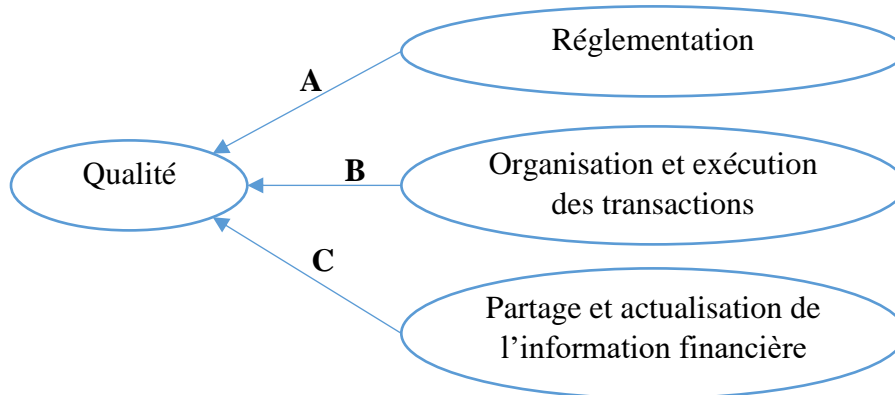 Réglementation
A
Qualité
B
Organisation et exécution
des transactions
C
Partage et actualisation de
l’information financière